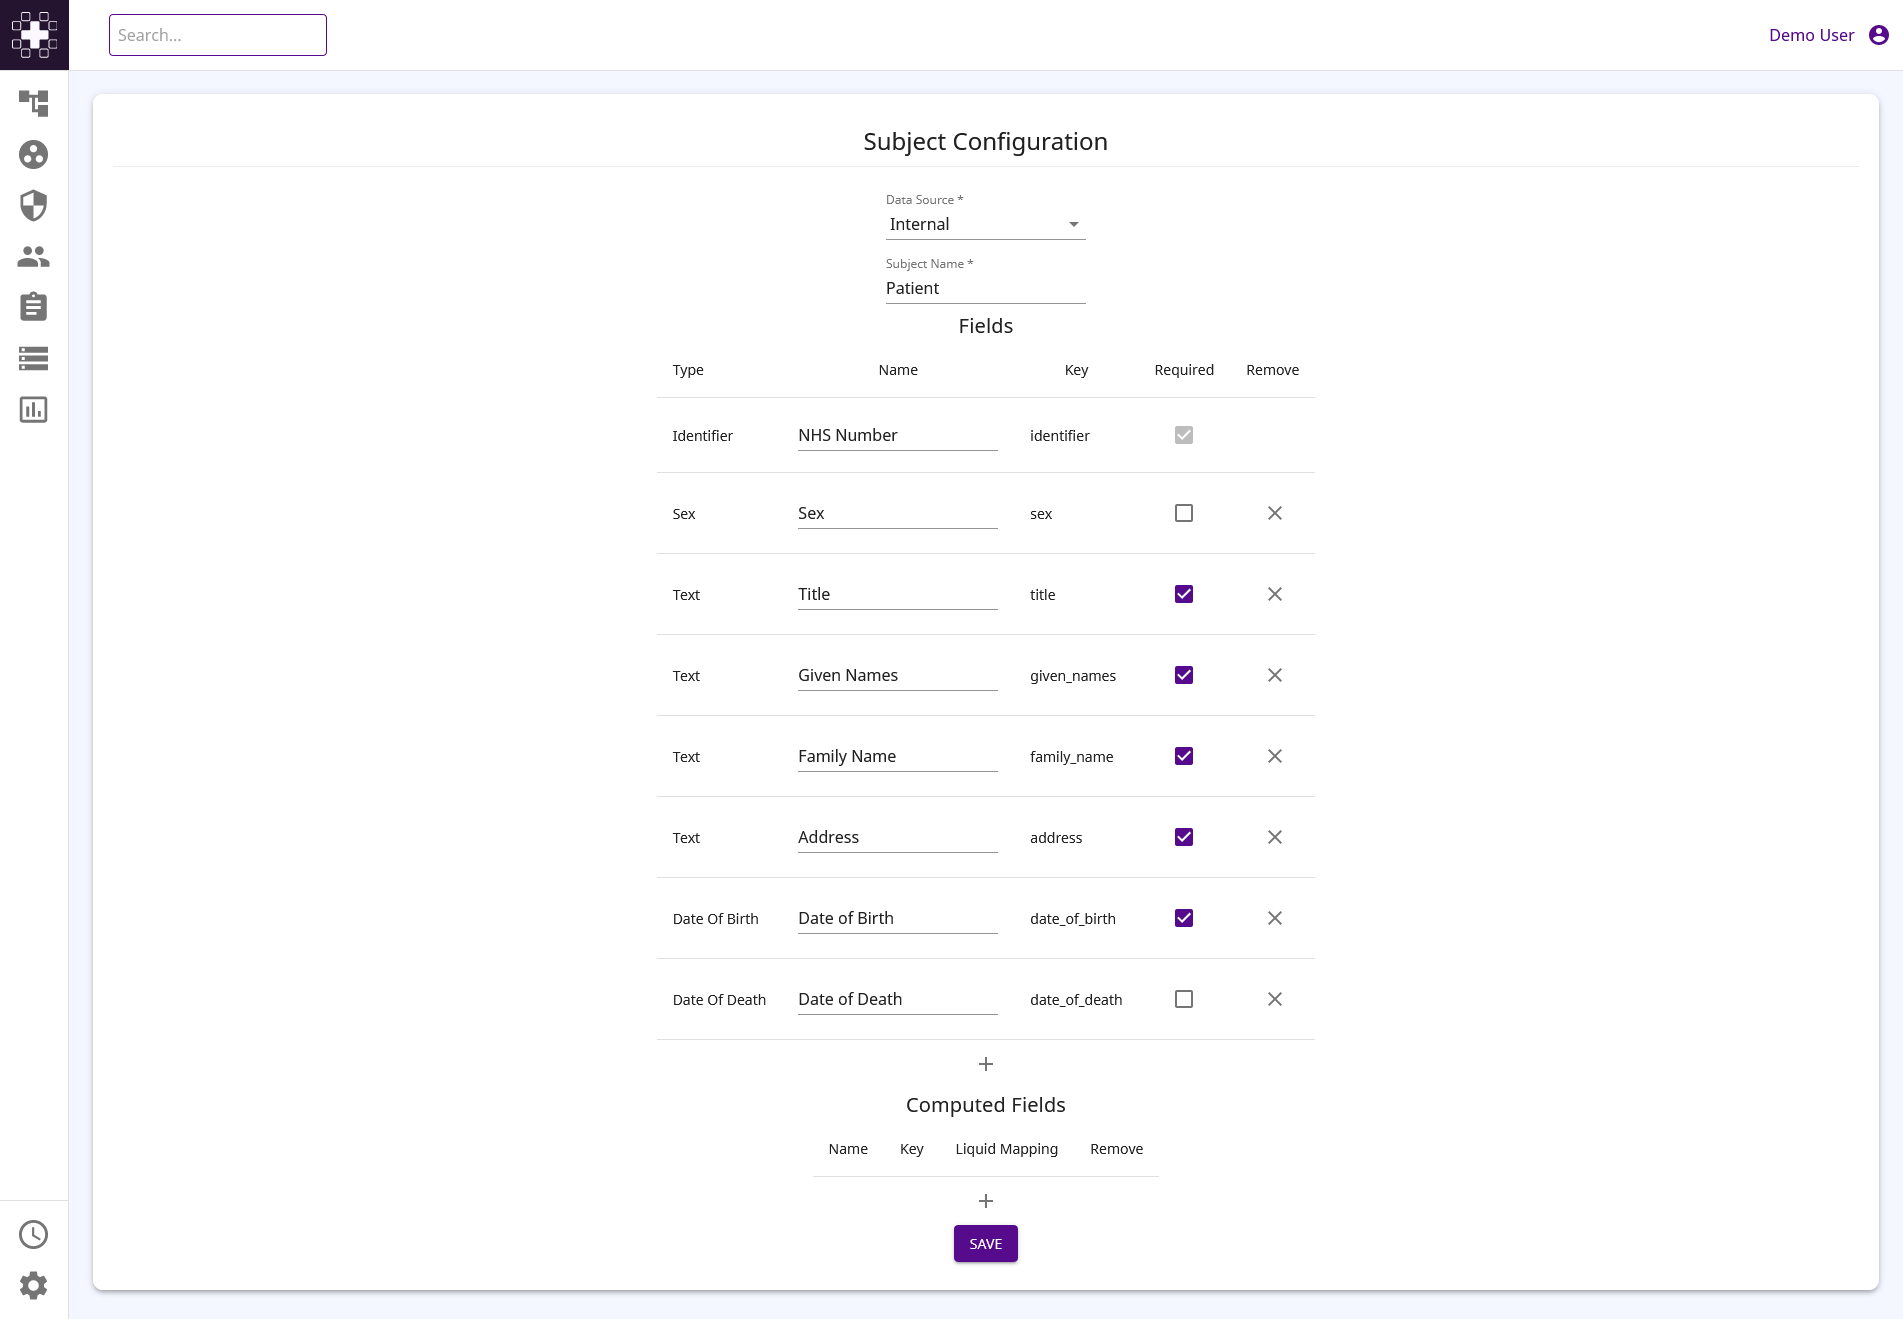 Search...
Demo User
Subject Configuration
Data Source *
Internal
Subject Name *
Patient
Fields
Type Name Key Required Remove
Identifier NHS Number identifier
Sex Sex sex
Text Title title
Text Given Names given_names
Text Family Name family_name
Text Address address
Date Of Birth Date of Birth date_of_birth
Date Of Death Date of Death date_of_death
Computed Fields
Name Key Liquid Mapping Remove
SAVE